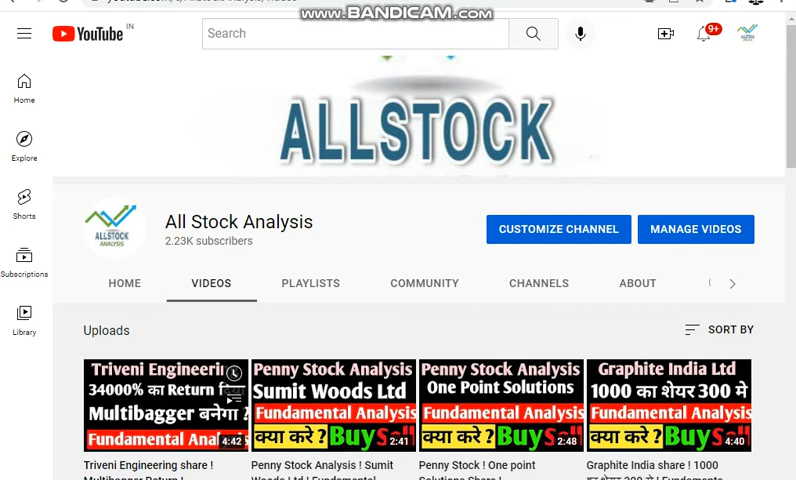 www.BANDICAM.com
YouTube IN
Search
9+
Home
Explore
Shorts
Subscriptions
Library
ALLSTOCK
ALLSTOCK
ANALYSIS
All Stock Analysis
2.23K subscribers
CUSTOMIZE CHANNEL
MANAGE VIDEOS
HOME
VIDEOS
PLAYLISTS
COMMUNITY
CHANNELS
ABOUT
Uploads
SORT BY
Triveni Engineerin
34000% का Return
Multibagger बनेगा
Fundamental
4:42
Penny Stock Analysis
Sumit Woods Ltd
Fundamental Analysis
क्या करे ? Buy Sell
2:41
Penny Stock Analysis
One Point Solutions
Fundamental Analysis
क्या करे ? Buy
2:48
Graphite India Ltd
1000 का शेयर 300 मे
Fundamental Analysis
क्या करे ? Buy
4:40
Triveni Engineering share !
Multibagger Return !
Penny Stock Analysis ! Sumit
Woods Ltd ! Fundamental
Penny Stock ! One point
Solutions Share !
Graphite India share ! 1000
का शेयर 300 मे !